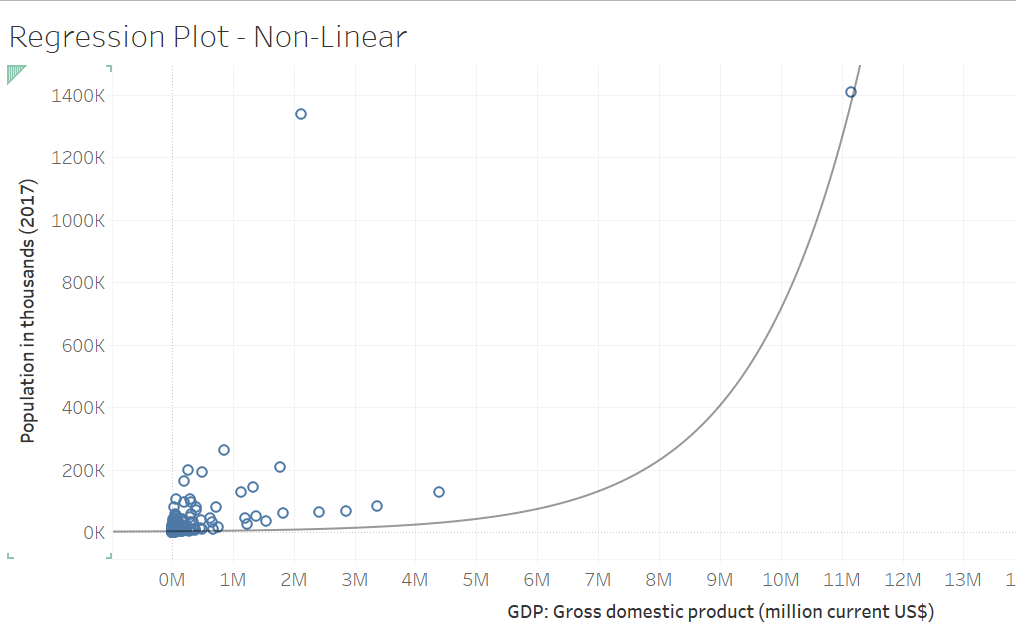 Regression Plot - Non-Linear
1400K
1200K
1000K
800K
600K
400K
200K
0K
Population in thousands (2017)
0M 1M 2M 3M 4M 5M 6M 7M 8M 9M 10M 11M 12M 13M 1
GDP: Gross domestic product (million current US$)